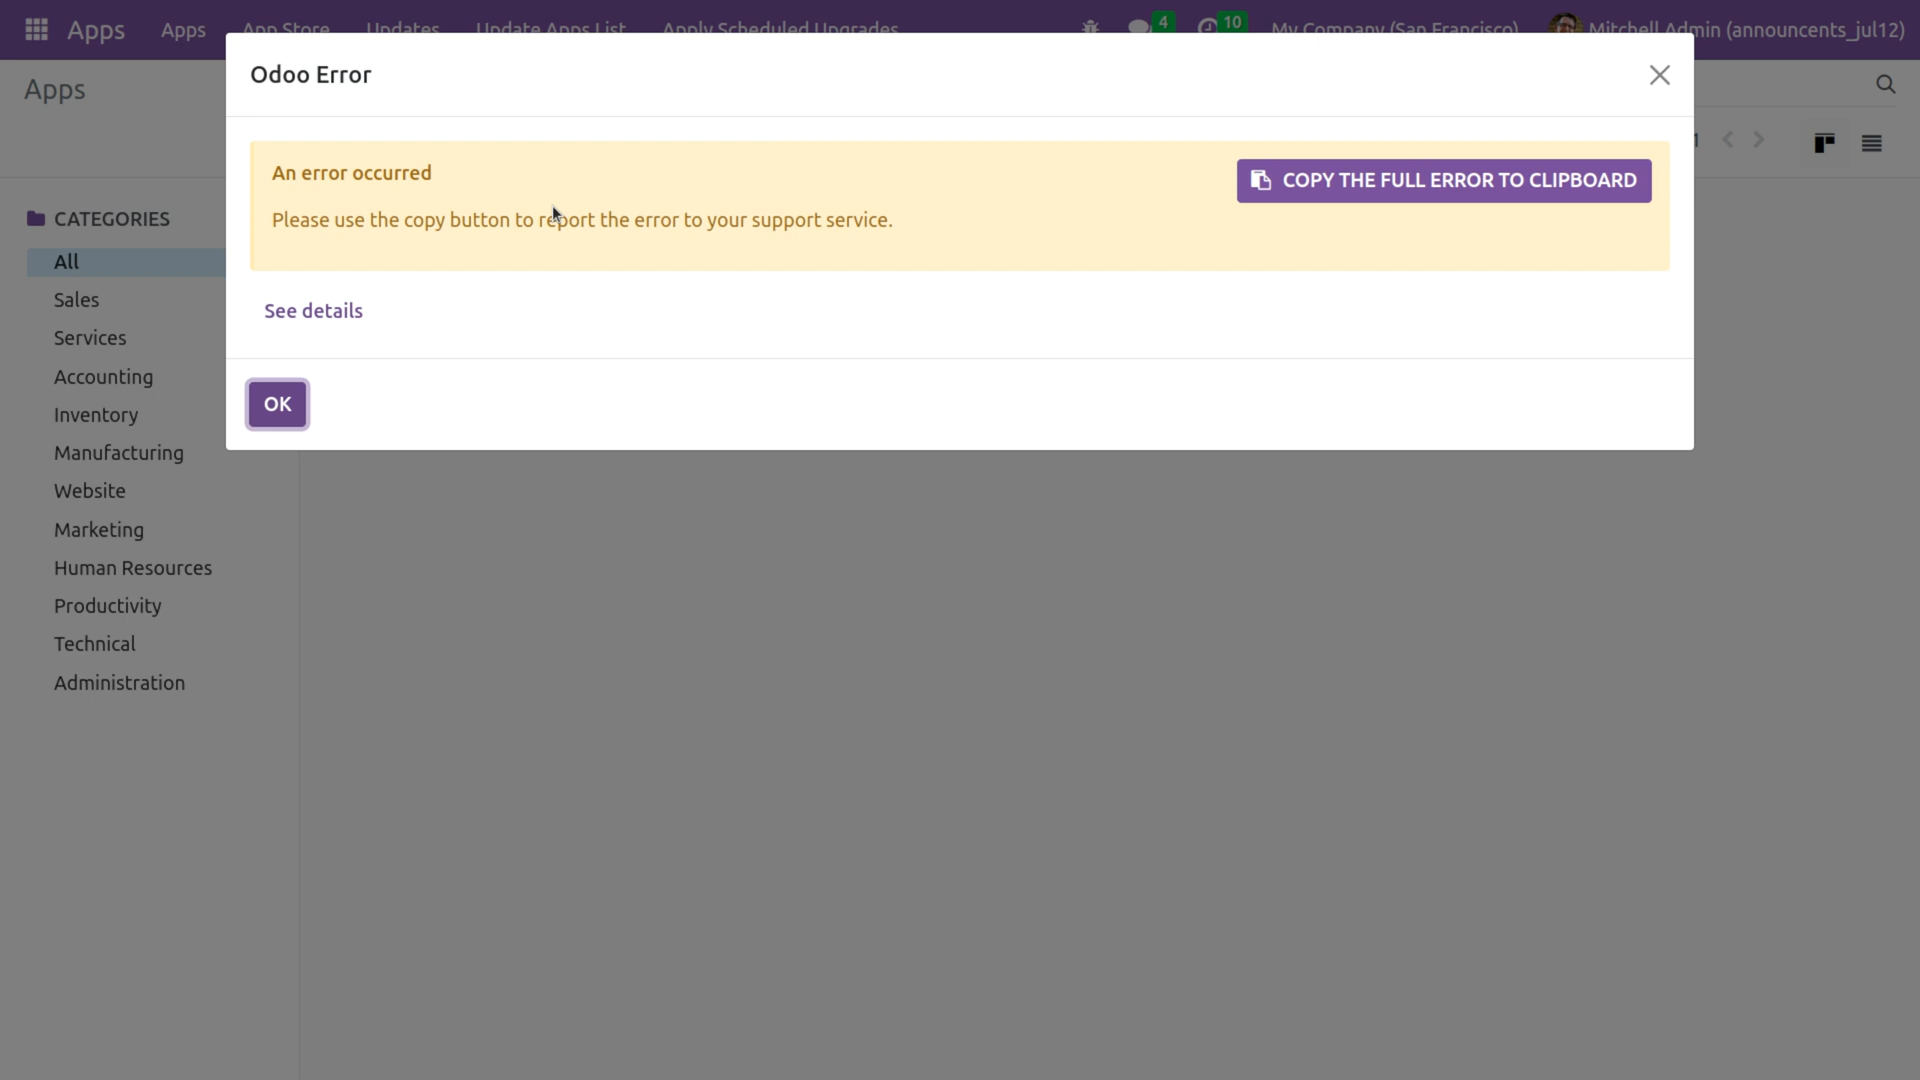 Apps Apps App Store Updates Update Apps List Apply Scheduled Upgrades 4 10 My Company (San Francisco) Mitchell Admin (announcents_jul12)
Apps
Odoo Error
An error occurred
COPY THE FULL ERROR TO CLIPBOARD
Please use the copy button to report the error to your support service.
See details
OK
CATEGORIES
All
Sales
Services
Accounting
Inventory
Manufacturing
Website
Marketing
Human Resources
Productivity
Technical
Administration